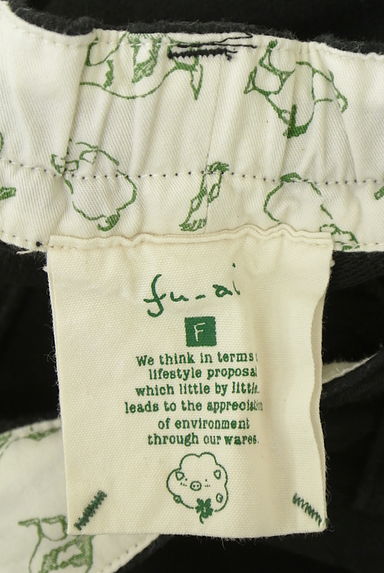 fu-ai
F
We think in terms
lifestyle proposal
which little by little
leads to the appreciation
of environment
through our wares.